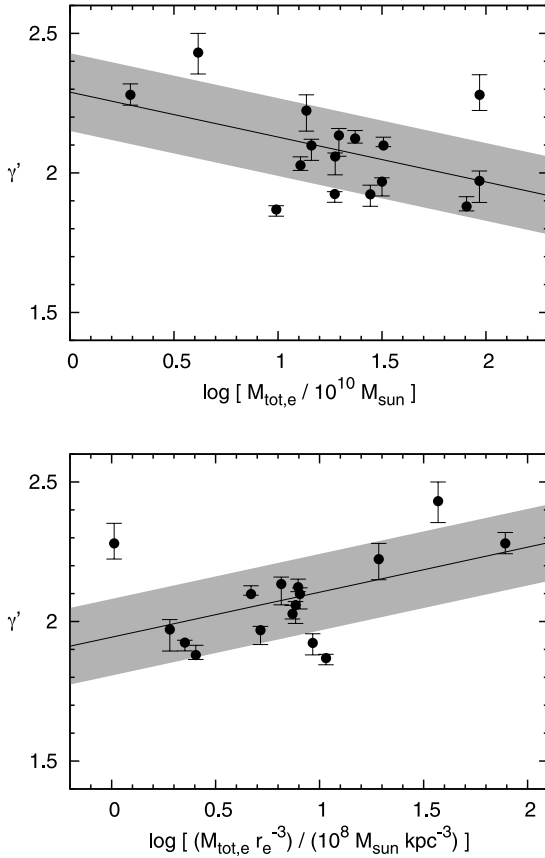 2.5
2
1.5
γ'
0 0.5 1 1.5 2
log [ M_tot,e / 10^10 M_sun ]
2.5
2
1.5
γ'
0 0.5 1 1.5 2
log [ (M_tot,e r_e^-3) / (10^8 M_sun kpc^-3) ]